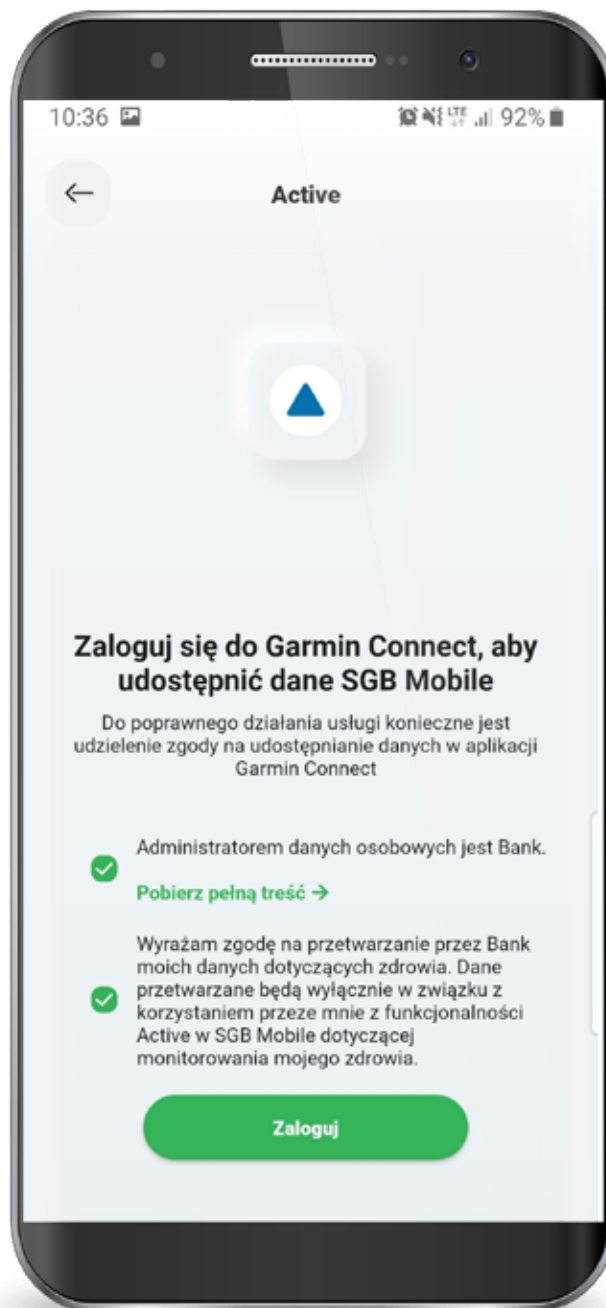 10:36 LTE 92%
Active
Zaloguj się do Garmin Connect, aby
udostępnić dane SGB Mobile
Do poprawnego działania usługi konieczne jest
udzielenie zgody na udostępnianie danych w aplikacji
Garmin Connect
Administratorem danych osobowych jest Bank.
Pobierz pełną treść →
Wyrażam zgodę na przetwarzanie przez Bank
moich danych dotyczących zdrowia. Dane
przetwarzane będą wyłącznie w związku z
korzystaniem przeze mnie z funkcjonalności
Active w SGB Mobile dotyczącej
monitorowania mojego zdrowia.
Zaloguj